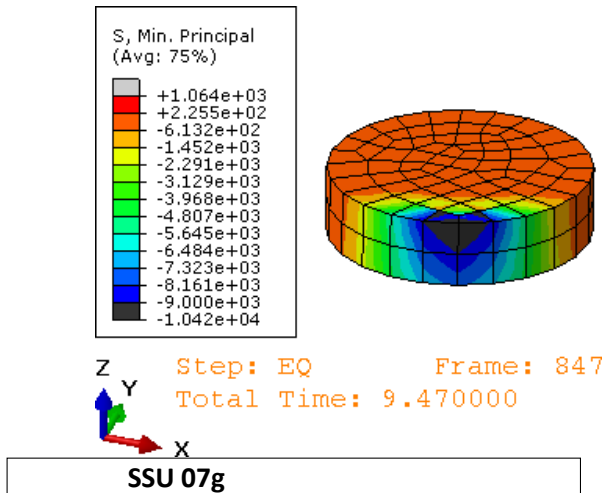 S, Min. Principal
(Avg: 75%)
+1.064e+03
+2.255e+02
-6.132e+02
-1.452e+03
-2.291e+03
-3.129e+03
-3.968e+03
-4.807e+03
-5.645e+03
-6.484e+03
-7.323e+03
-8.161e+03
-9.000e+03
-1.042e+04
Z
Y
X
Step: EQ Frame: 847
Total Time: 9.470000
SSU 07g